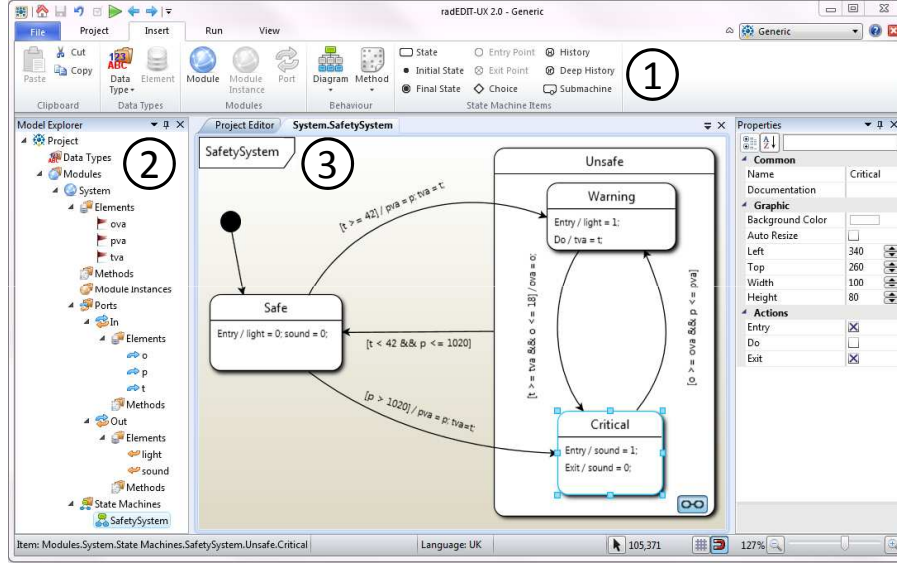 radEDIT-UX 2.0 - Generic
File Project Insert Run View Generic
Paste Cut Copy
Clipboard
123 ABC Data Type Element
Data Types
Module Module Instance Port
Modules
Diagram Method
Behaviour
State Entry Point History
Initial State Exit Point Deep History
Final State Choice Submachine
State Machine Items
1
Model Explorer
2
Project
Data Types
Modules
System
Elements
ova
pva
tva
Methods
Module Instances
Ports
In
Elements
o
p
t
Methods
Out
Elements
light
sound
Methods
State Machines
SafetySystem
Project Editor System.SafetySystem
SafetySystem
3
Unsafe
Warning
Entry / light = 1;
Do / tva = t;
[t >= 42] / pva = p; tva = t;
Safe
Entry / light = 0; sound = 0;
[t < 42 && p <= 1020]
[t >= tva && o <= 18] / ova = o;
[o >= ova && p <= pva]
[p > 1020] / pva = p; tva=t;
Critical
Entry / sound = 1;
Exit / sound = 0;
Properties
Common
Name Critical
Documentation
Graphic
Background Color
Auto Resize
Left 340
Top 260
Width 100
Height 80
Actions
Entry
Do
Exit
Item: Modules.System.State Machines.SafetySystem.Unsafe.Critical Language: UK 105,371 127%